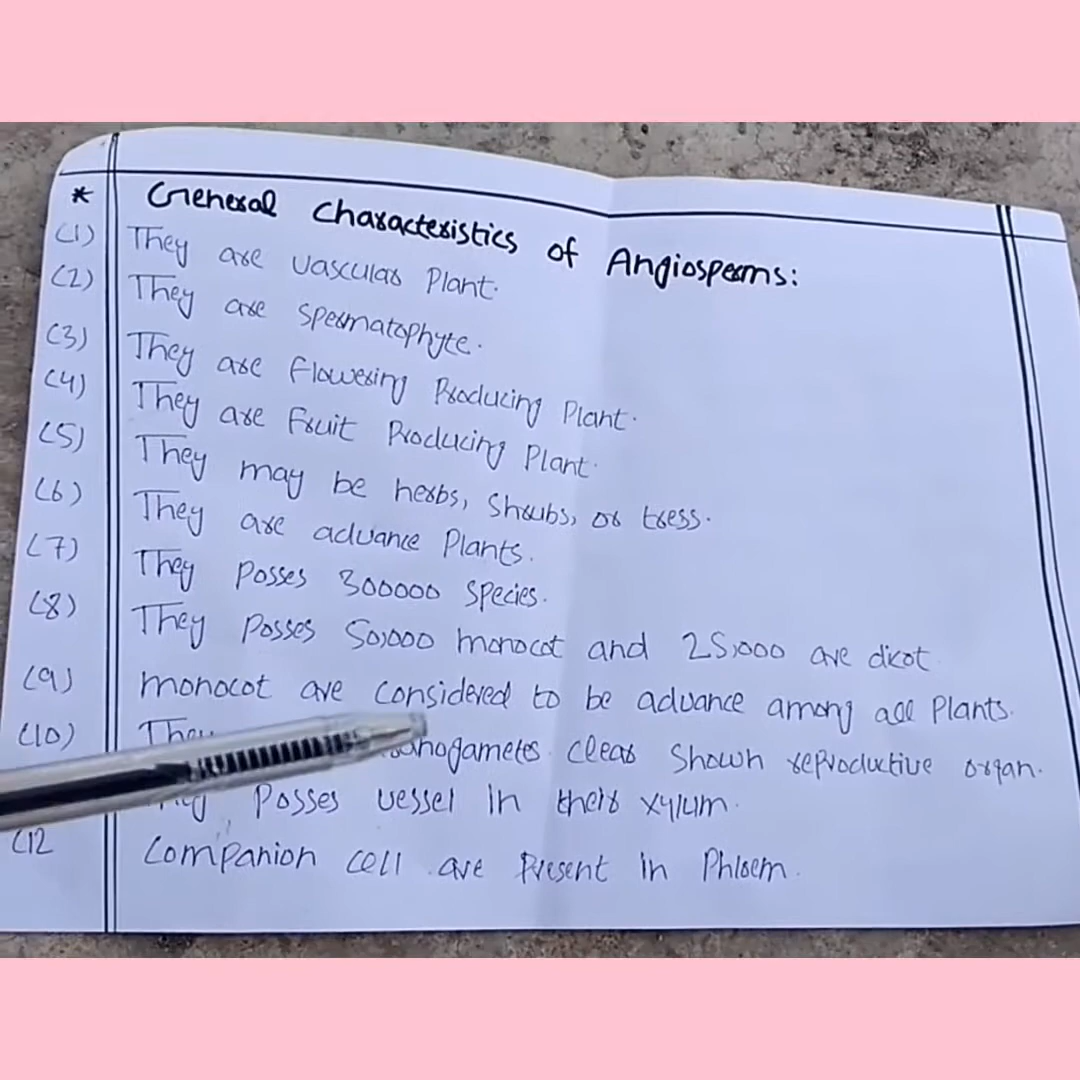 * General Characteristics of Angiosperms:
(1) They are vascular Plant.
(2) They are spermatophyte.
(3) They are flowering Producing Plant.
(4) They are fruit Producing Plant.
(5) They may be herbs, shrubs, or tress.
(6) They are advance Plants.
(7) They Posses 300000 species.
(8) They Posses 50,000 monocot and 25,000 are dicot
(9) monocot are considered to be advance among all Plants.
(10) They clear shown reproductive organ.
They Posses vessel in their xylum.
(12 Companion cell are Present in Phloem.